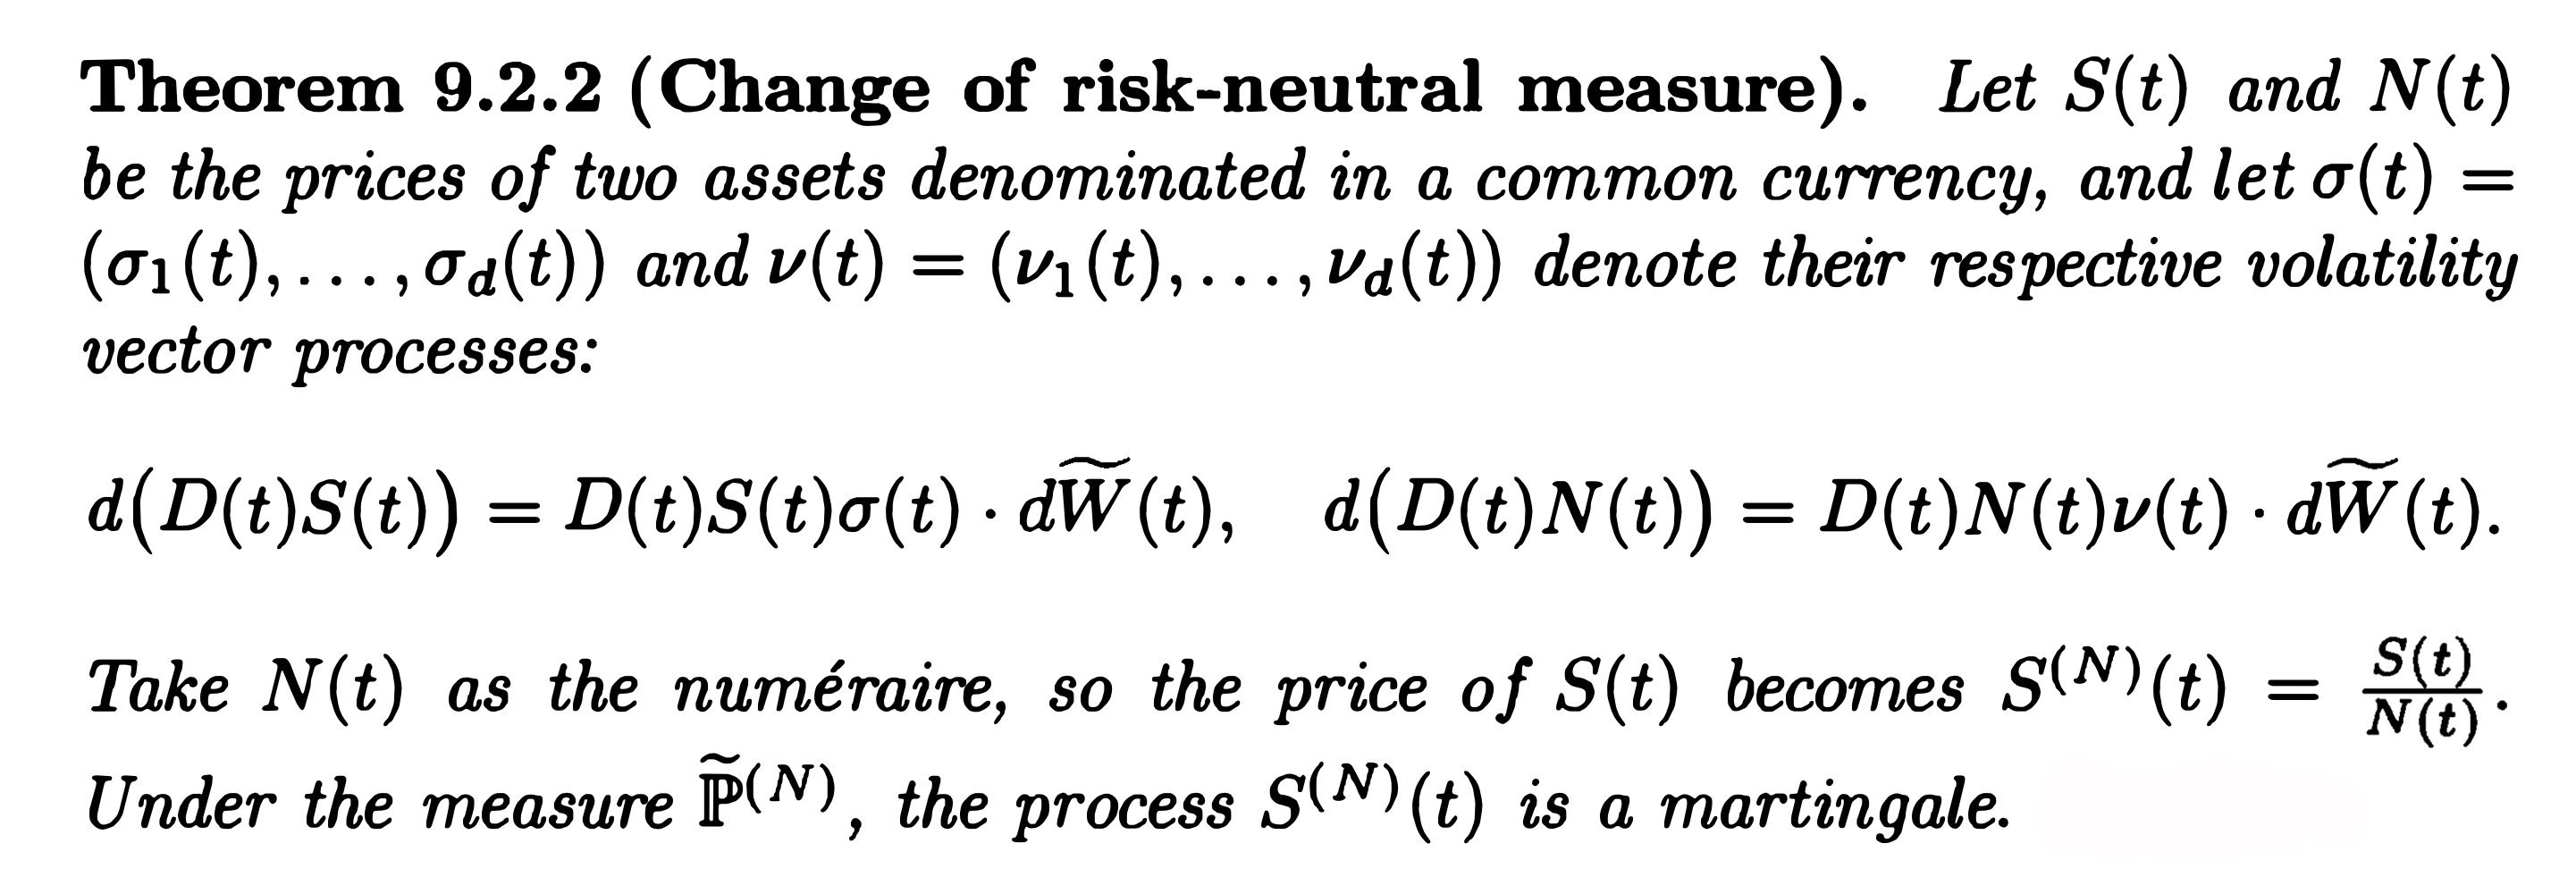 Theorem 9.2.2 (Change of risk-neutral measure). Let S(t) and N(t)
be the prices of two assets denominated in a common currency, and let σ(t) =
(σ₁(t), . . . , σ_d(t)) and ν(t) = (ν₁(t), . . . , ν_d(t)) denote their respective volatility
vector processes:
d(D(t)S(t)) = D(t)S(t)σ(t) · dW̃(t),    d(D(t)N(t)) = D(t)N(t)ν(t) · dW̃(t).
Take N(t) as the numéraire, so the price of S(t) becomes S^(N)(t) = S(t)/N(t).
Under the measure P̃^(N), the process S^(N)(t) is a martingale.